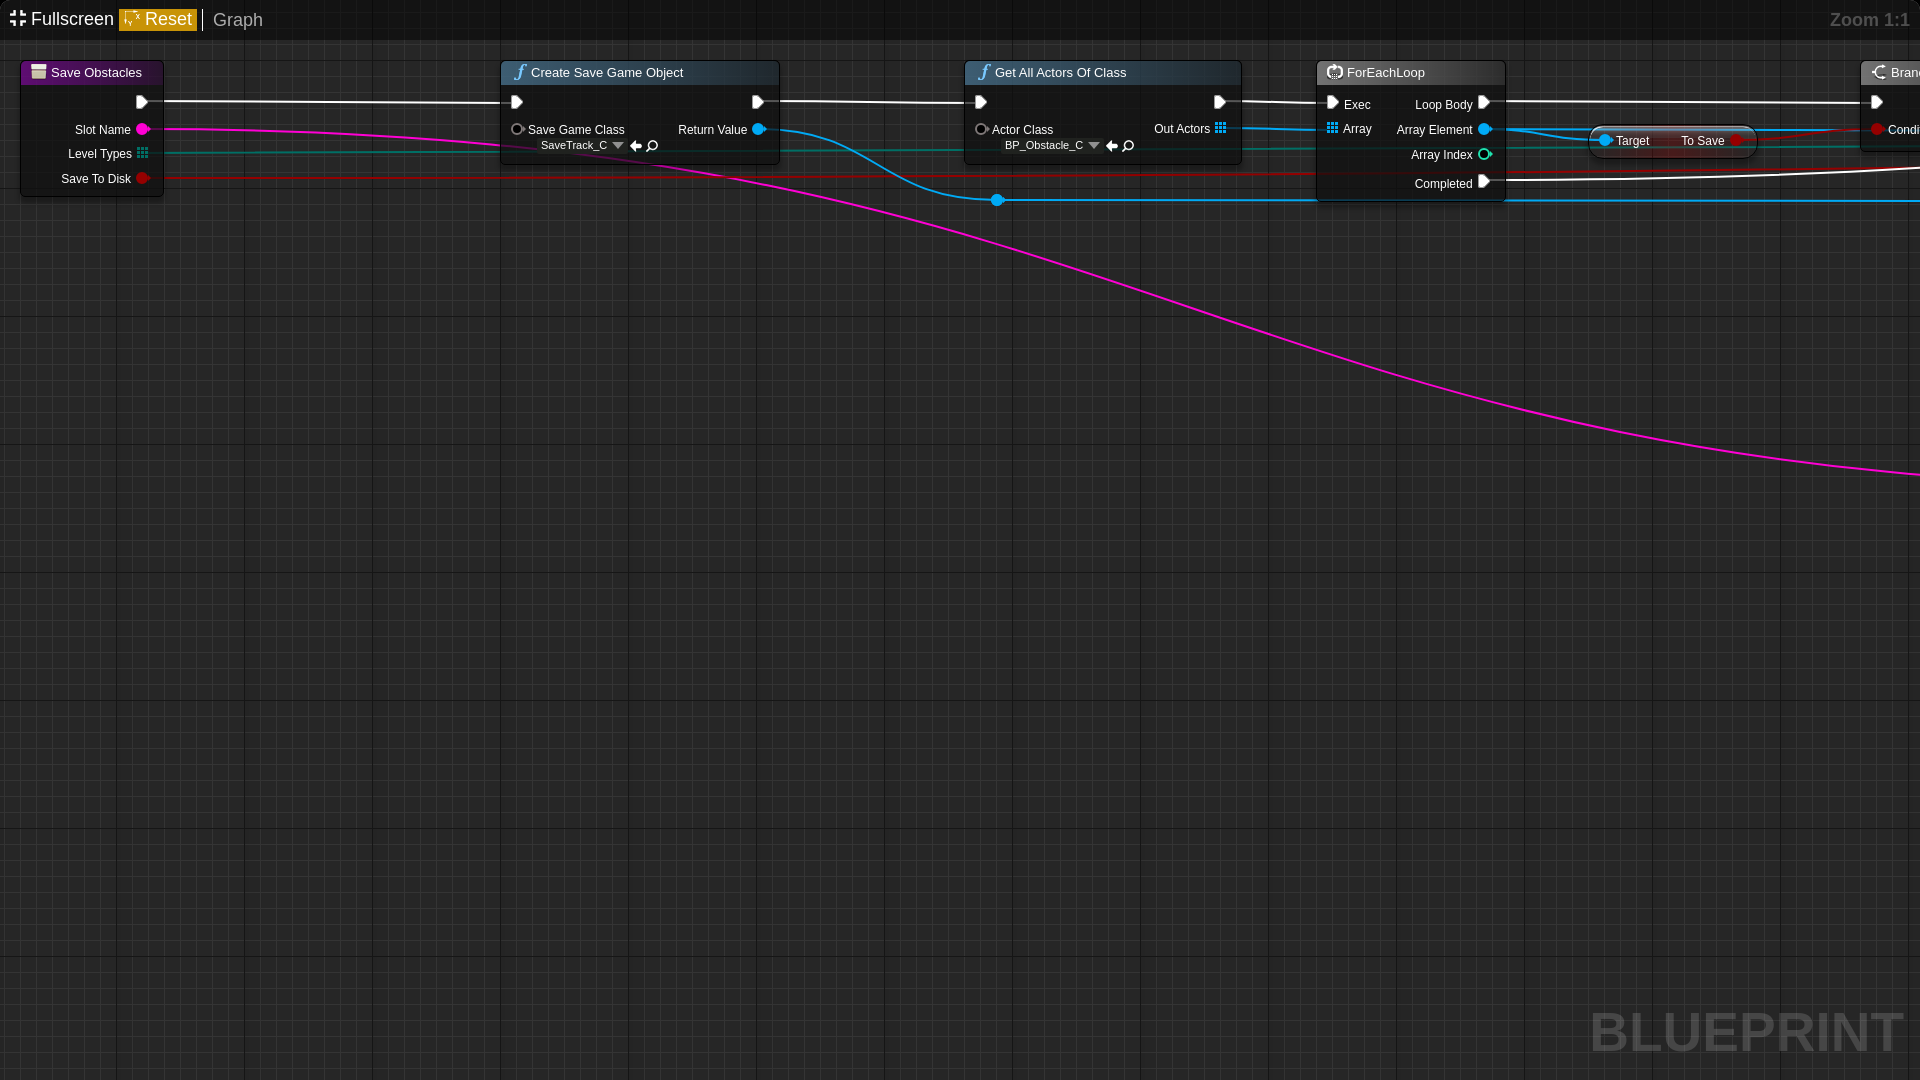 Fullscreen Reset Graph Zoom 1:1
Save Obstacles
Slot Name
Level Types
Save To Disk
Create Save Game Object
Save Game Class Return Value
SaveTrack_C
Get All Actors Of Class
Actor Class Out Actors
BP_Obstacle_C
ForEachLoop
Exec Loop Body
Array Array Element
Array Index
Completed
Target To Save
Bran
Condi
BLUEPRINT